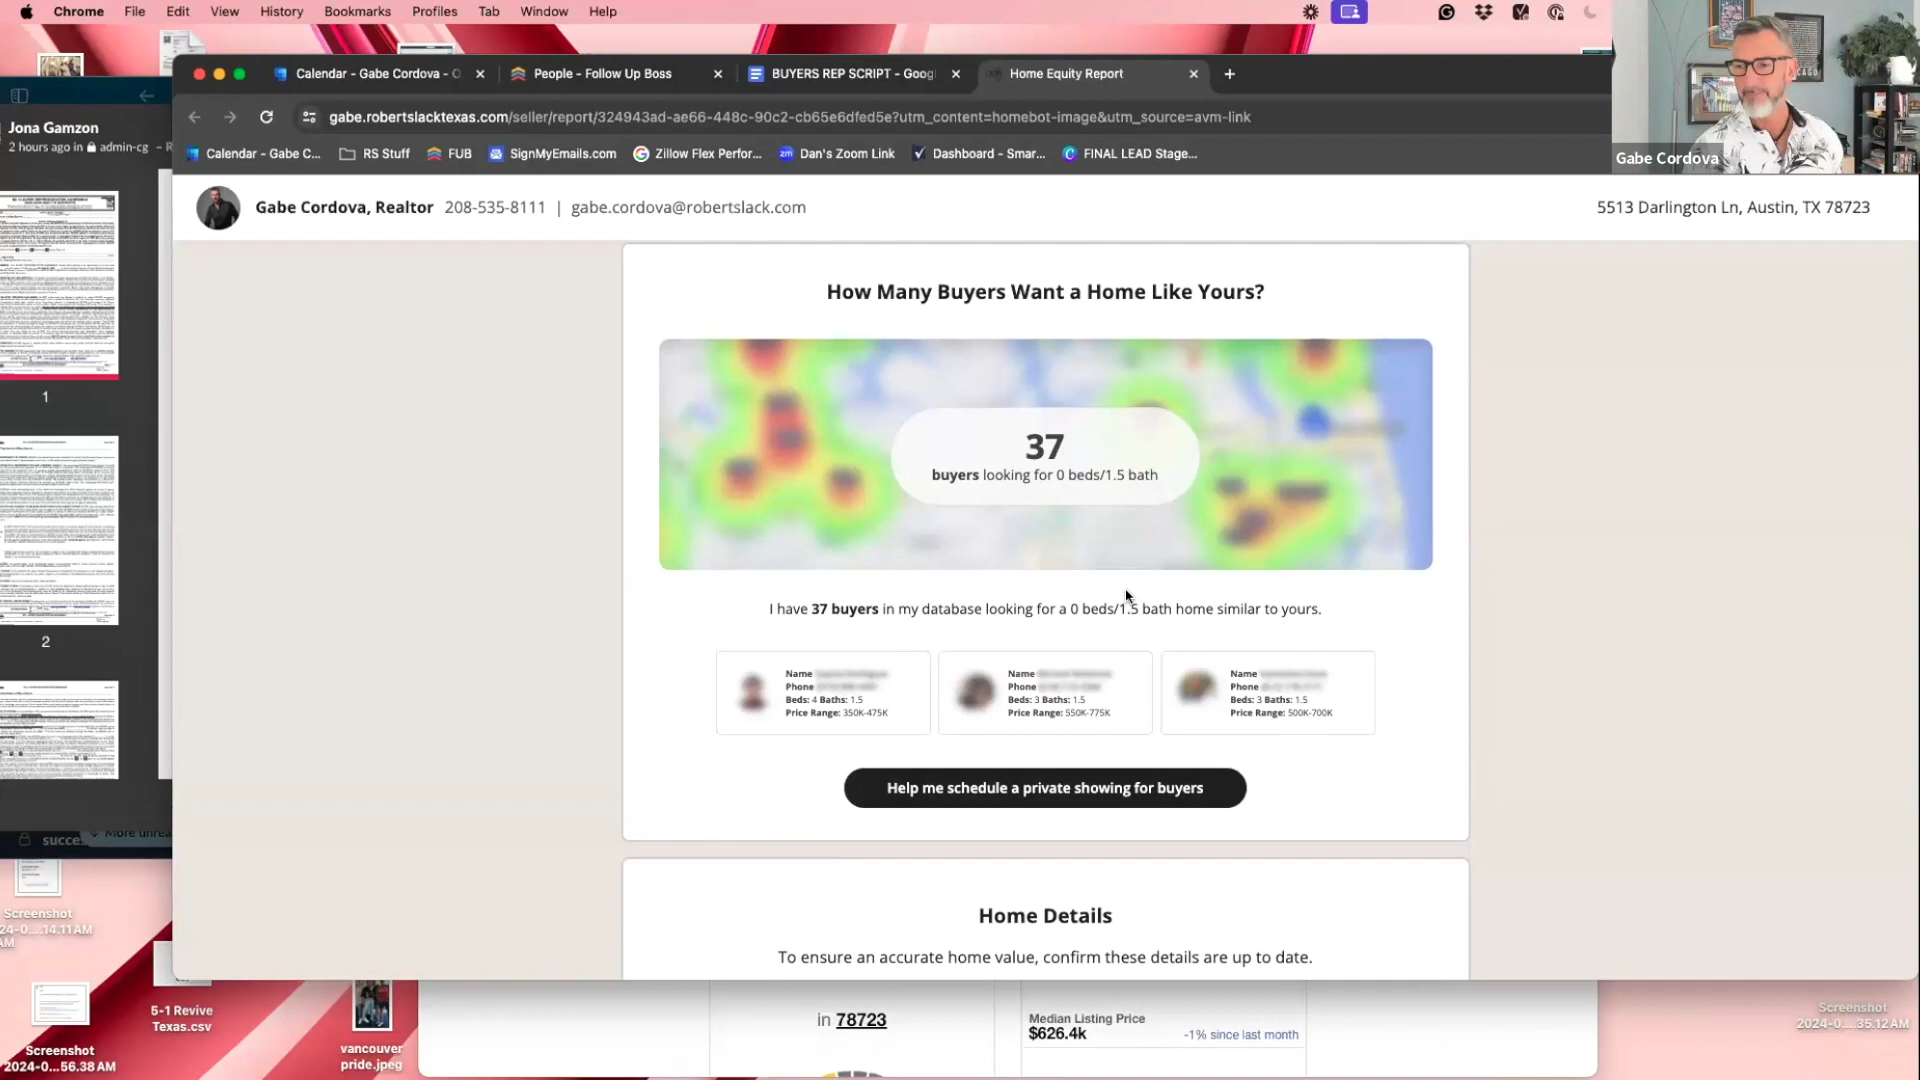 Chrome File Edit View History Bookmarks Profiles Tab Window Help
Calendar - Gabe Cordova - O
People - Follow Up Boss
BUYERS REP SCRIPT - Goog
Home Equity Report
gabe.robertslacktexas.com/seller/report/324943ad-ae66-448c-90c2-cb65e6dfed5e?utm_content=homebot-image&utm_source=avm-link
Calendar - Gabe C... RS Stuff FUB SignMyEmails.com Zillow Flex Perfor... Dan's Zoom Link Dashboard - Smar... FINAL LEAD Stage...
Gabe Cordova
Jona Gamzon
2 hours ago in admin-cg
Gabe Cordova, Realtor 208-535-8111 | gabe.cordova@robertslack.com
5513 Darlington Ln, Austin, TX 78723
How Many Buyers Want a Home Like Yours?
37
buyers looking for 0 beds/1.5 bath
I have 37 buyers in my database looking for a 0 beds/1.5 bath home similar to yours.
Name
Phone
Beds: 4 Baths: 1.5
Price Range: 350K-475K
Name
Phone
Beds: 3 Baths: 1.5
Price Range: 550K-775K
Name
Phone
Beds: 3 Baths: 1.5
Price Range: 500K-700K
Help me schedule a private showing for buyers
Home Details
To ensure an accurate home value, confirm these details are up to date.
1
2
More unrea
succe
Screenshot
24-0....14.11 AM
AM
Screenshot
2024-0...56.38 AM
5-1 Revive
Texas.csv
vancouver
pride.jpeg
in 78723
Median Listing Price
$626.4k
-1% since last month
Screenshot
2024-0....35.12 AM